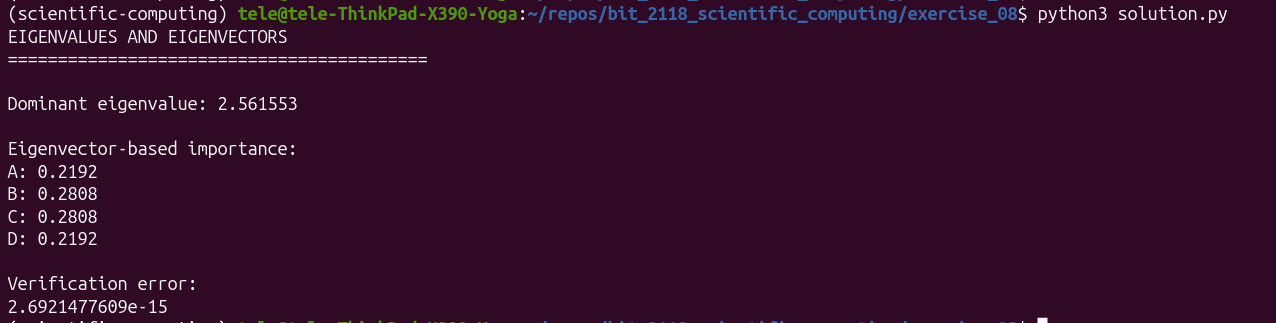 (scientific-computing) tele@tele-ThinkPad-X390-Yoga:~/repos/bit_2118_scientific_computing/exercise_08$ python3 solution.py
EIGENVALUES AND EIGENVECTORS
==========================================
Dominant eigenvalue: 2.561553
Eigenvector-based importance:
A: 0.2192
B: 0.2808
C: 0.2808
D: 0.2192
Verification error:
2.6921477609e-15